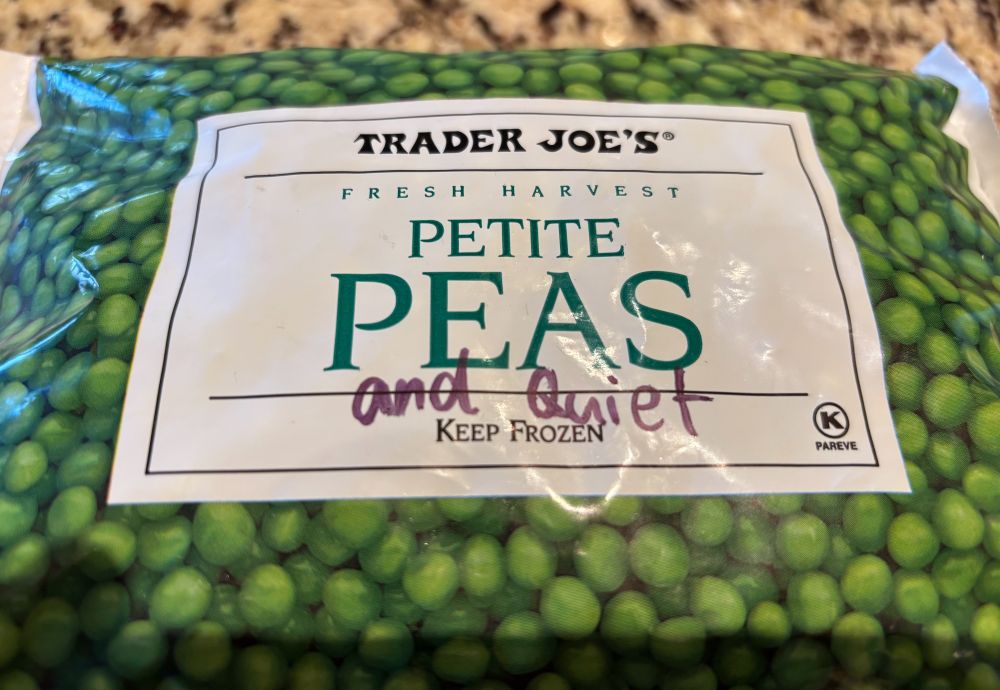 TRADER JOE'S®
FRESH HARVEST
PETITE
PEAS
and Quiet
KEEP FROZEN
K
PAREVE